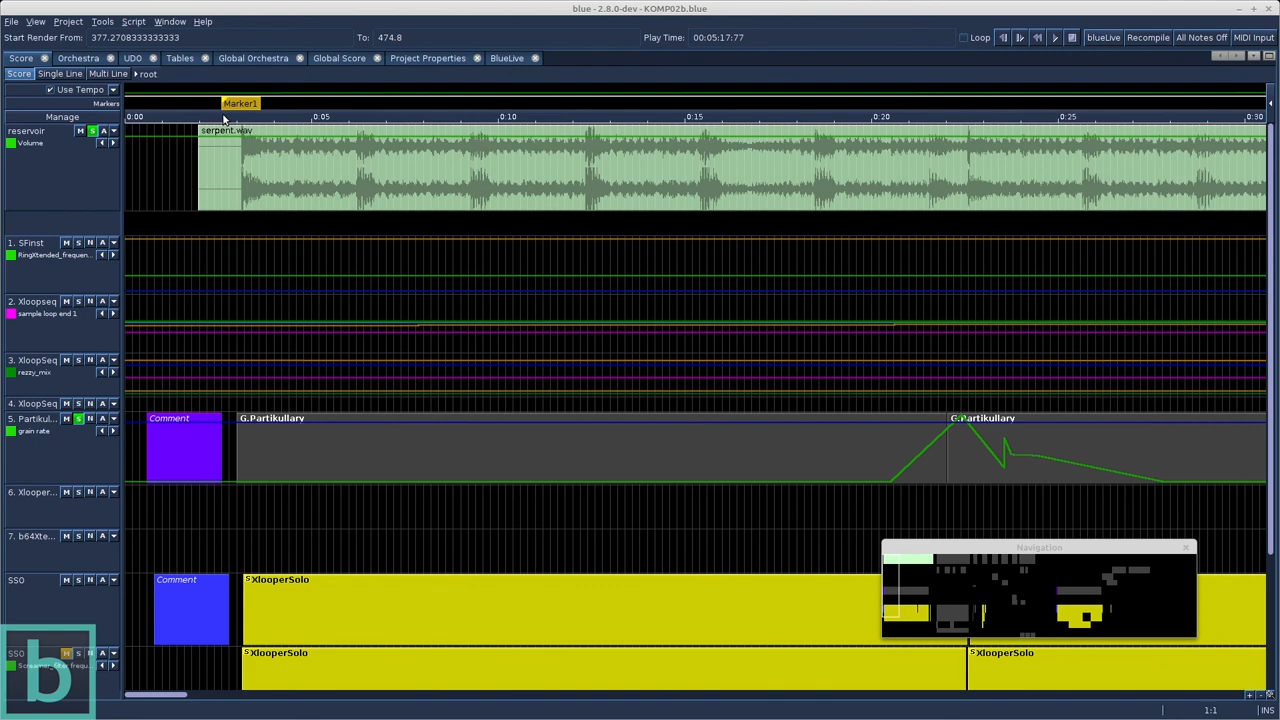 blue - 2.8.0-dev - KOMP02b.blue
File View Project Tools Script Window Help
Start Render From: 377.2708333333333 To: 474.8 Play Time: 00:05:17:77 Loop blueLive Recompile All Notes Off MIDI Input
Score Orchestra UDO Tables Global Orchestra Global Score Project Properties BlueLive
Score Single Line Multi Line root
Use Tempo
Markers Marker1
Manage 0:00 0:05 0:10 0:15 0:20 0:25 0:30
reservoir M S A serpent.wav
Volume
1. SFinst M S N A
RingXtended_frequen...
2. Xloopseq M S N A
sample loop end 1
3. XloopSeq M S N A
rezzy_mix
4. XloopSeq M S N A
5. Partikul... M S N A Comment G.Partikullary G.Partikullary
grain rate
6. Xlooper... M S N A
7. b64Xte... M S N A
Navigation
SSO M S N A Comment S XlooperSolo
SSO M S N A S XlooperSolo S XlooperSolo
b
1:1 INS